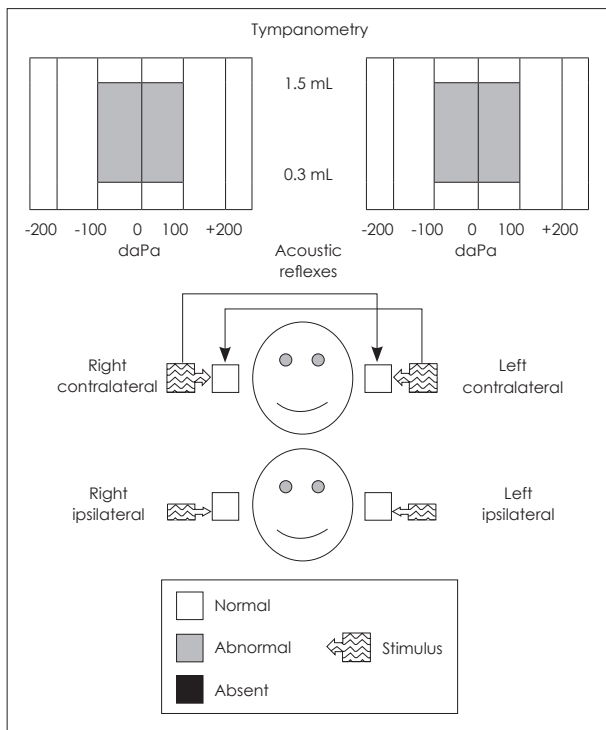 Tympanometry
1.5 mL
0.3 mL
-200 -100 0 100 +200
daPa
-200 -100 0 100 +200
daPa
Acoustic
reflexes
Right
contralateral
Left
contralateral
Right
ipsilateral
Left
ipsilateral
Normal
Abnormal
Stimulus
Absent